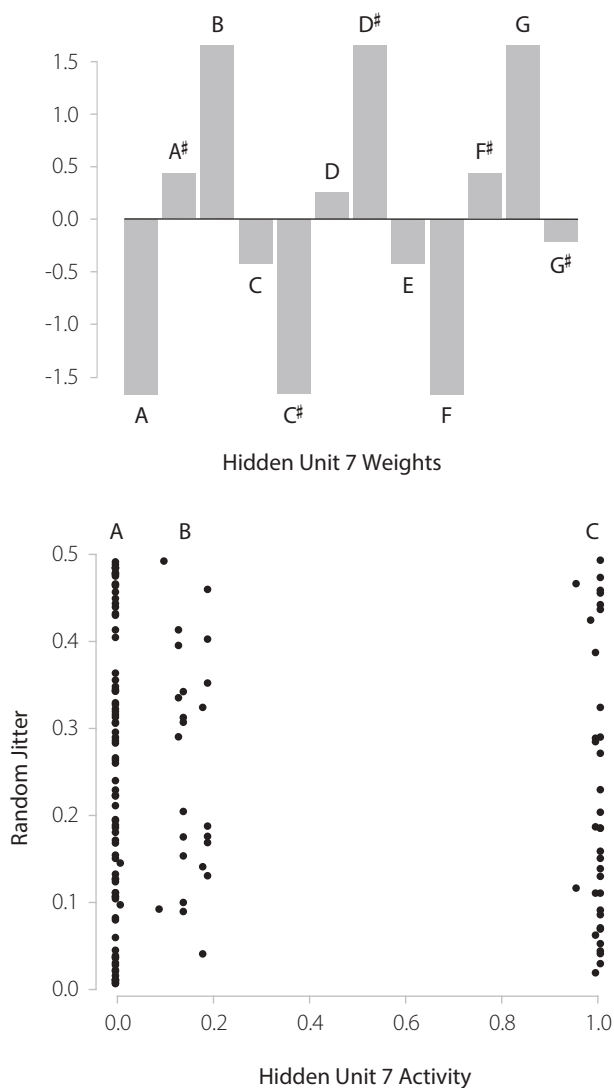 B D♯ G
1.5
1.0
A♯ F♯
0.5
D
0.0
C E G♯
-0.5
-1.0
-1.5
A C♯ F
Hidden Unit 7 Weights
A B C
0.5
0.4
0.3
0.2
0.1
0.0
Random Jitter
0.0 0.2 0.4 0.6 0.8 1.0
Hidden Unit 7 Activity